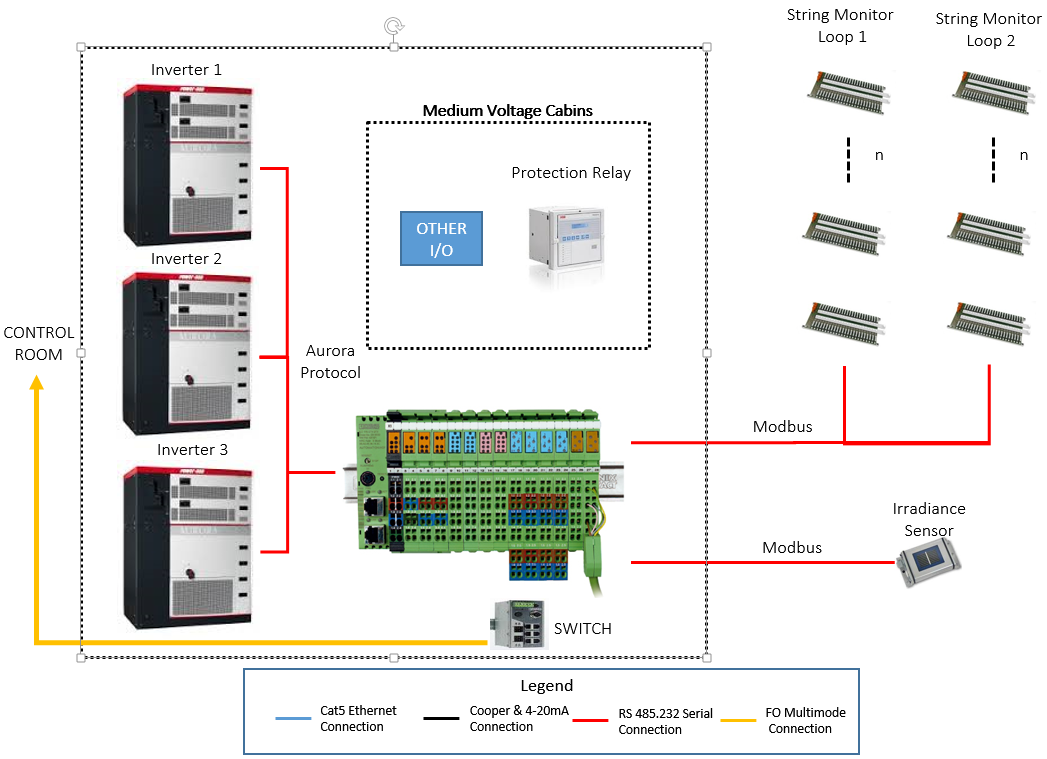 String Monitor
Loop 1
String Monitor
Loop 2
Inverter 1
Medium Voltage Cabins
n
n
Protection Relay
OTHER
I/O
Inverter 2
CONTROL
ROOM
Aurora
Protocol
Modbus
Inverter 3
Irradiance
Sensor
Modbus
SWITCH
Legend
Cat5 Ethernet
Connection
Cooper & 4-20mA
Connection
RS 485.232 Serial
Connection
FO Multimode
Connection